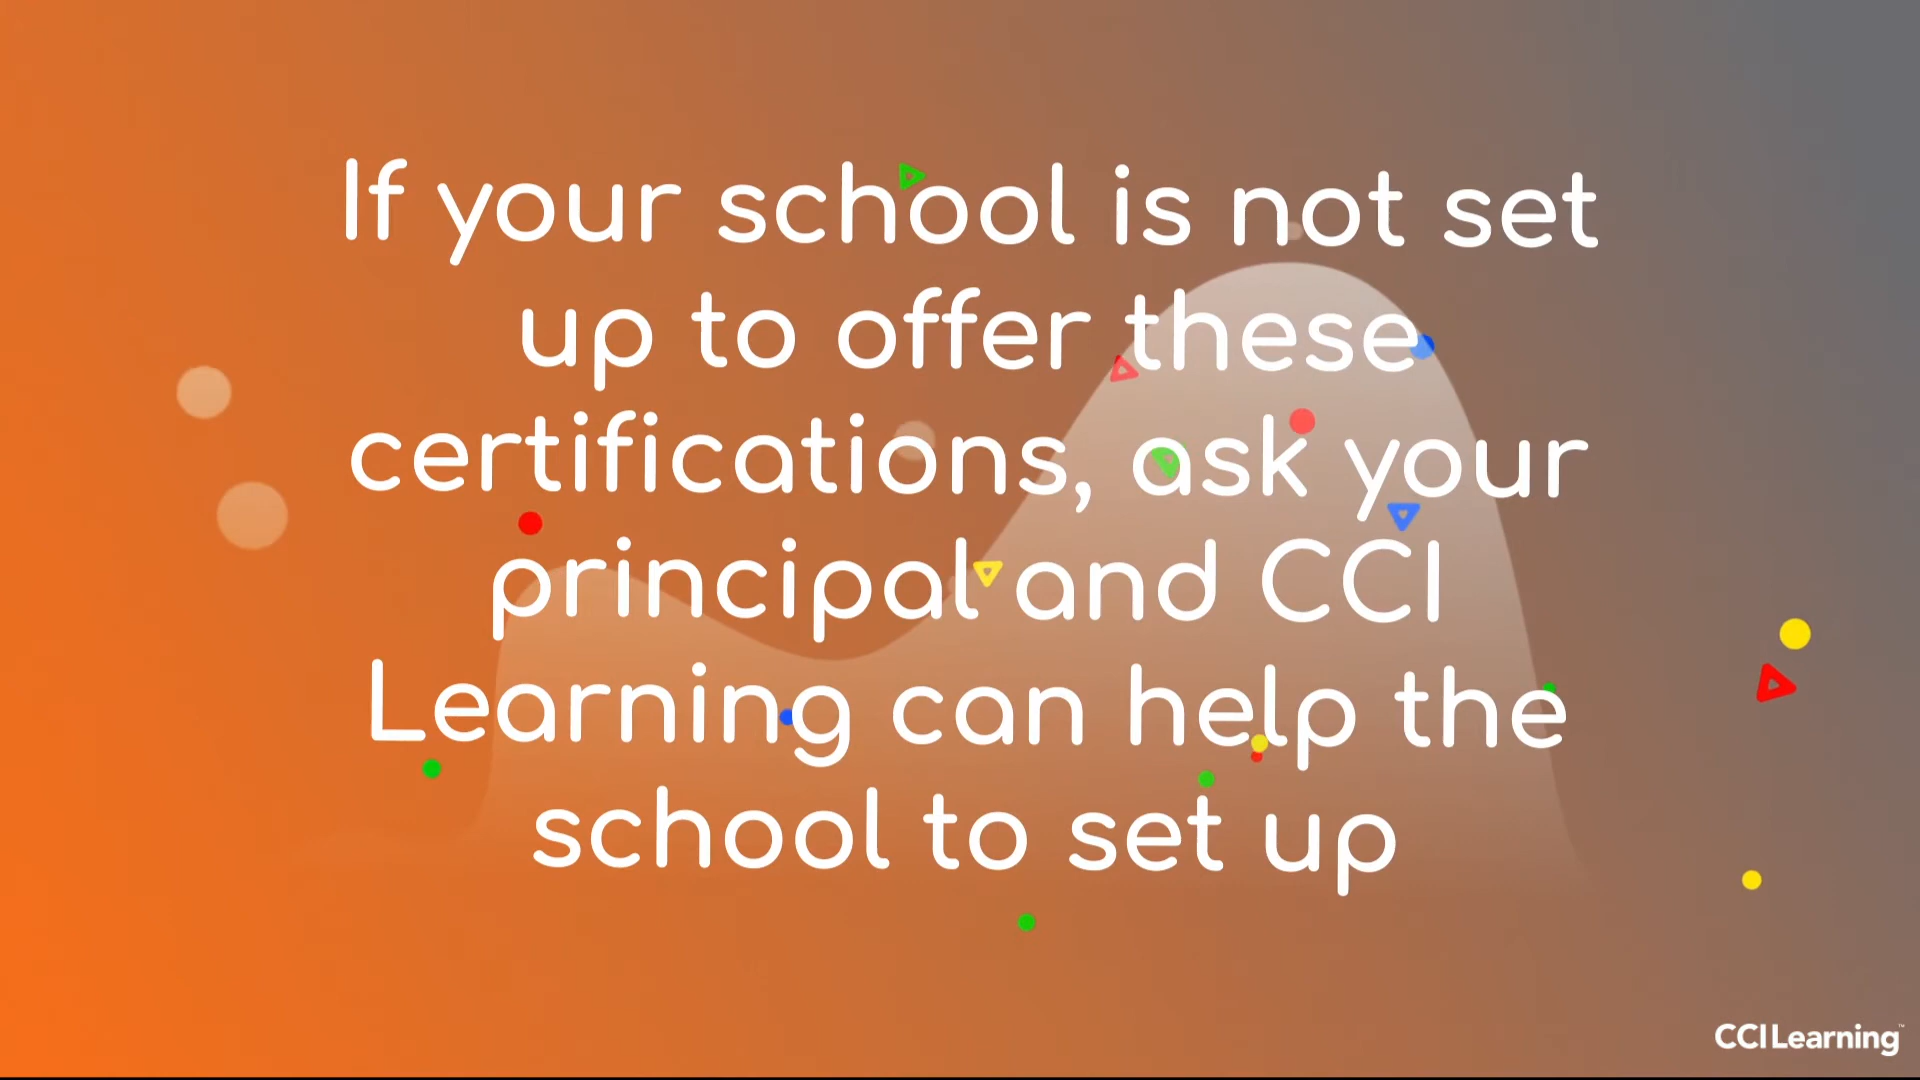 If your school is not set
up to offer these
certifications, ask your
principal and CCI
Learning can help the
school to set up
CCI Learning™